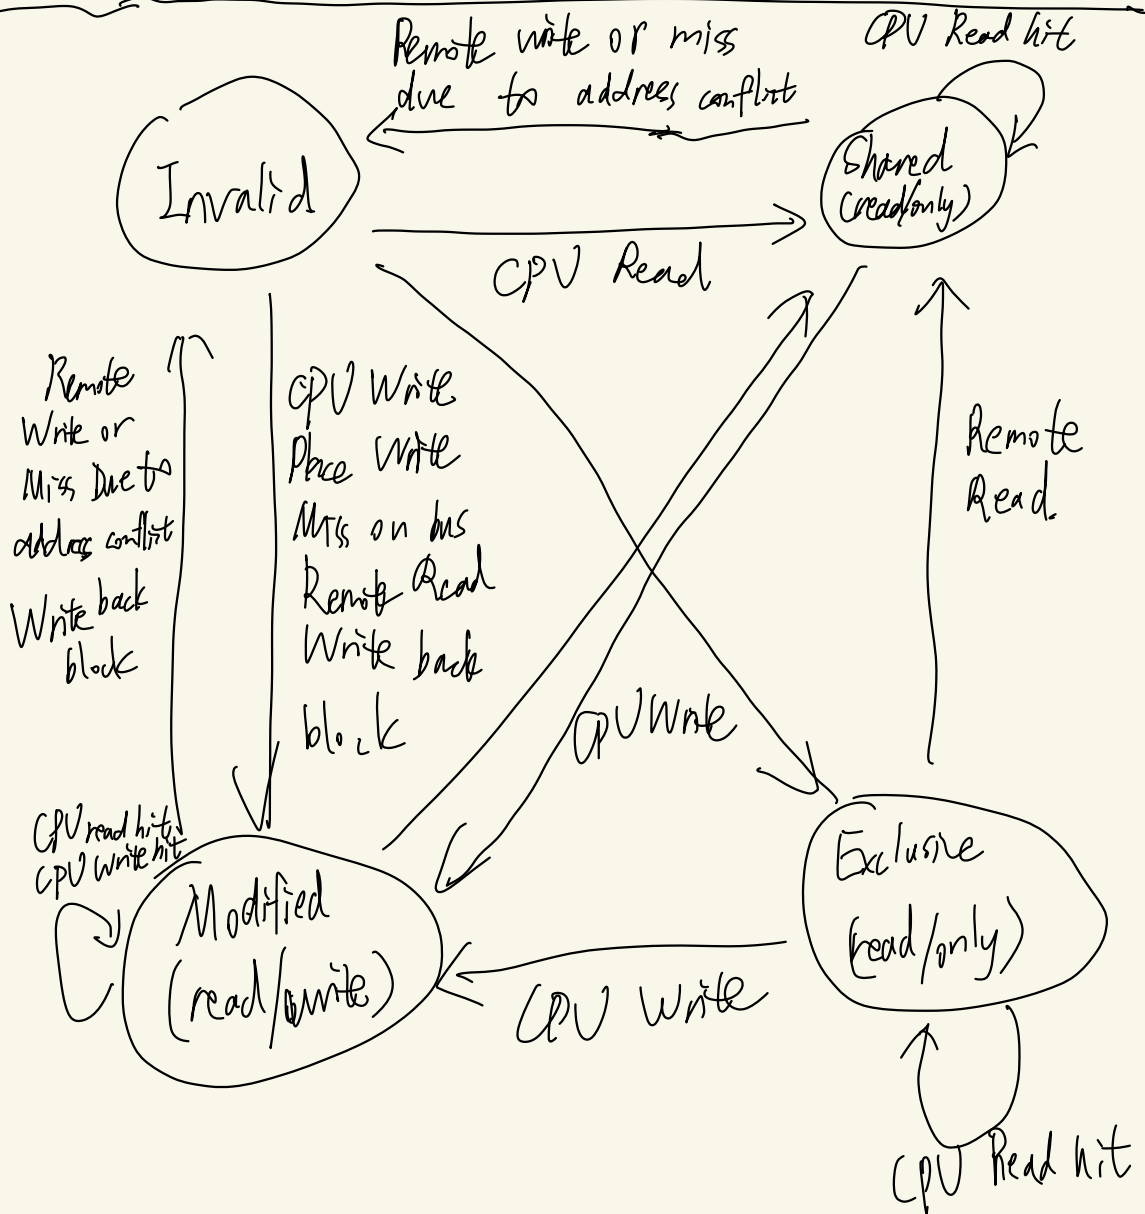 CPU Read hit
Remote write or miss
due to address conflict
Invalid
Shared
(read/only)
CPU Read
Remote
Write or
Miss Due to
address conflict
Write back
block
CPU Write
Place Write
Miss on bus
Remote Read
Write back
block
Remote
Read.
CPU Write
CPU read hit,
CPU Write hit
Modified
(read/write)
Exclusive
(read/only)
CPU Write
CPU Read hit